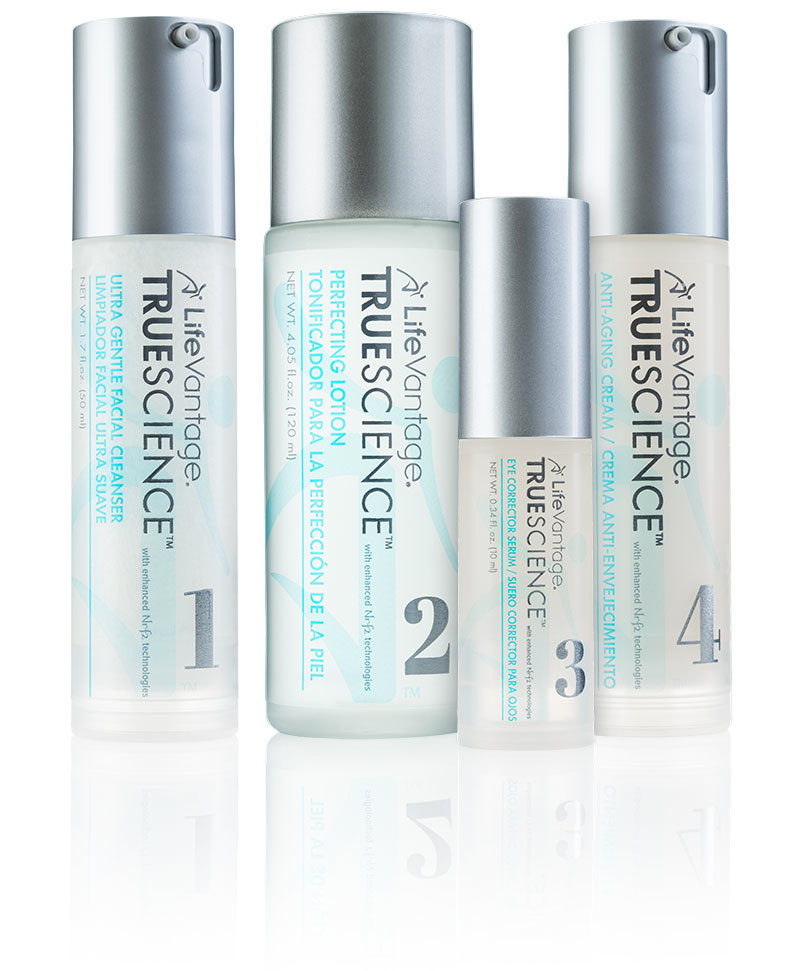 LifeVantage®
TRUESCIENCE™
with enhanced Nrf2 technologies
ULTRA GENTLE FACIAL CLEANSER
LIMPIADOR FACIAL ULTRA SUAVE
NET WT. 1.7 fl.oz. (50 ml)
1
TM
LifeVantage®
TRUESCIENCE™
with enhanced Nrf2 technologies
PERFECTING LOTION
TONIFICADOR PARA LA PERFECCIÓN DE LA PIEL
NET WT. 4.05 fl.oz. (120 ml)
2
TM
LifeVantage®
TRUESCIENCE™
with enhanced Nrf2 technologies
EYE CORRECTOR SERUM / SUERO CORRECTOR PARA OJOS
NET WT. 0.34 fl. oz. (10 ml)
3
LifeVantage®
TRUESCIENCE™
with enhanced Nrf2 technologies
ANTI-AGING CREAM / CREMA ANTI-ENVEJECIMIENTO
4